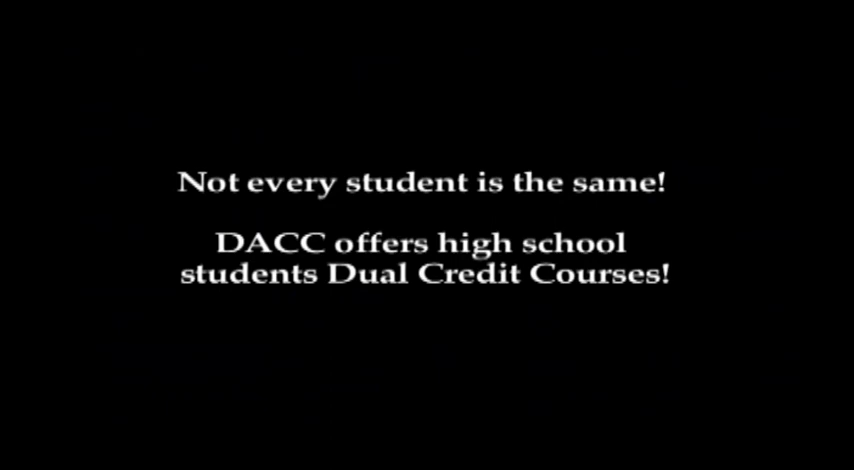 Not every student is the same!
DACC offers high school
students Dual Credit Courses!